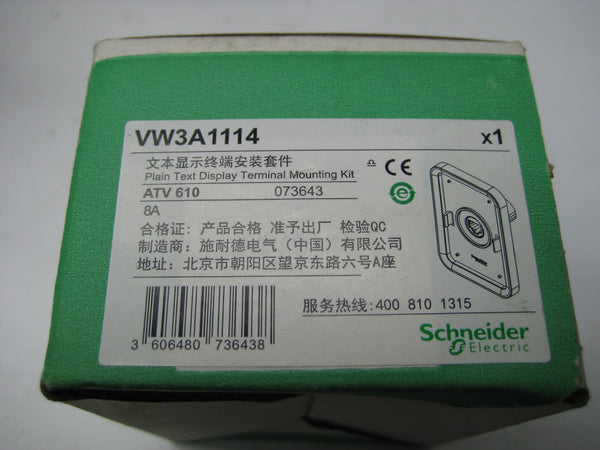 VW3A1114 x1
文本显示终端安装套件
Plain Text Display Terminal Mounting Kit
ATV 610 073643
8A
合格证: 产品合格 准予出厂 检验QC
制造商: 施耐德电气（中国）有限公司
地址: 北京市朝阳区望京东路六号A座
CE
服务热线:400 810 1315
3 606480 736438
Schneider
Electric